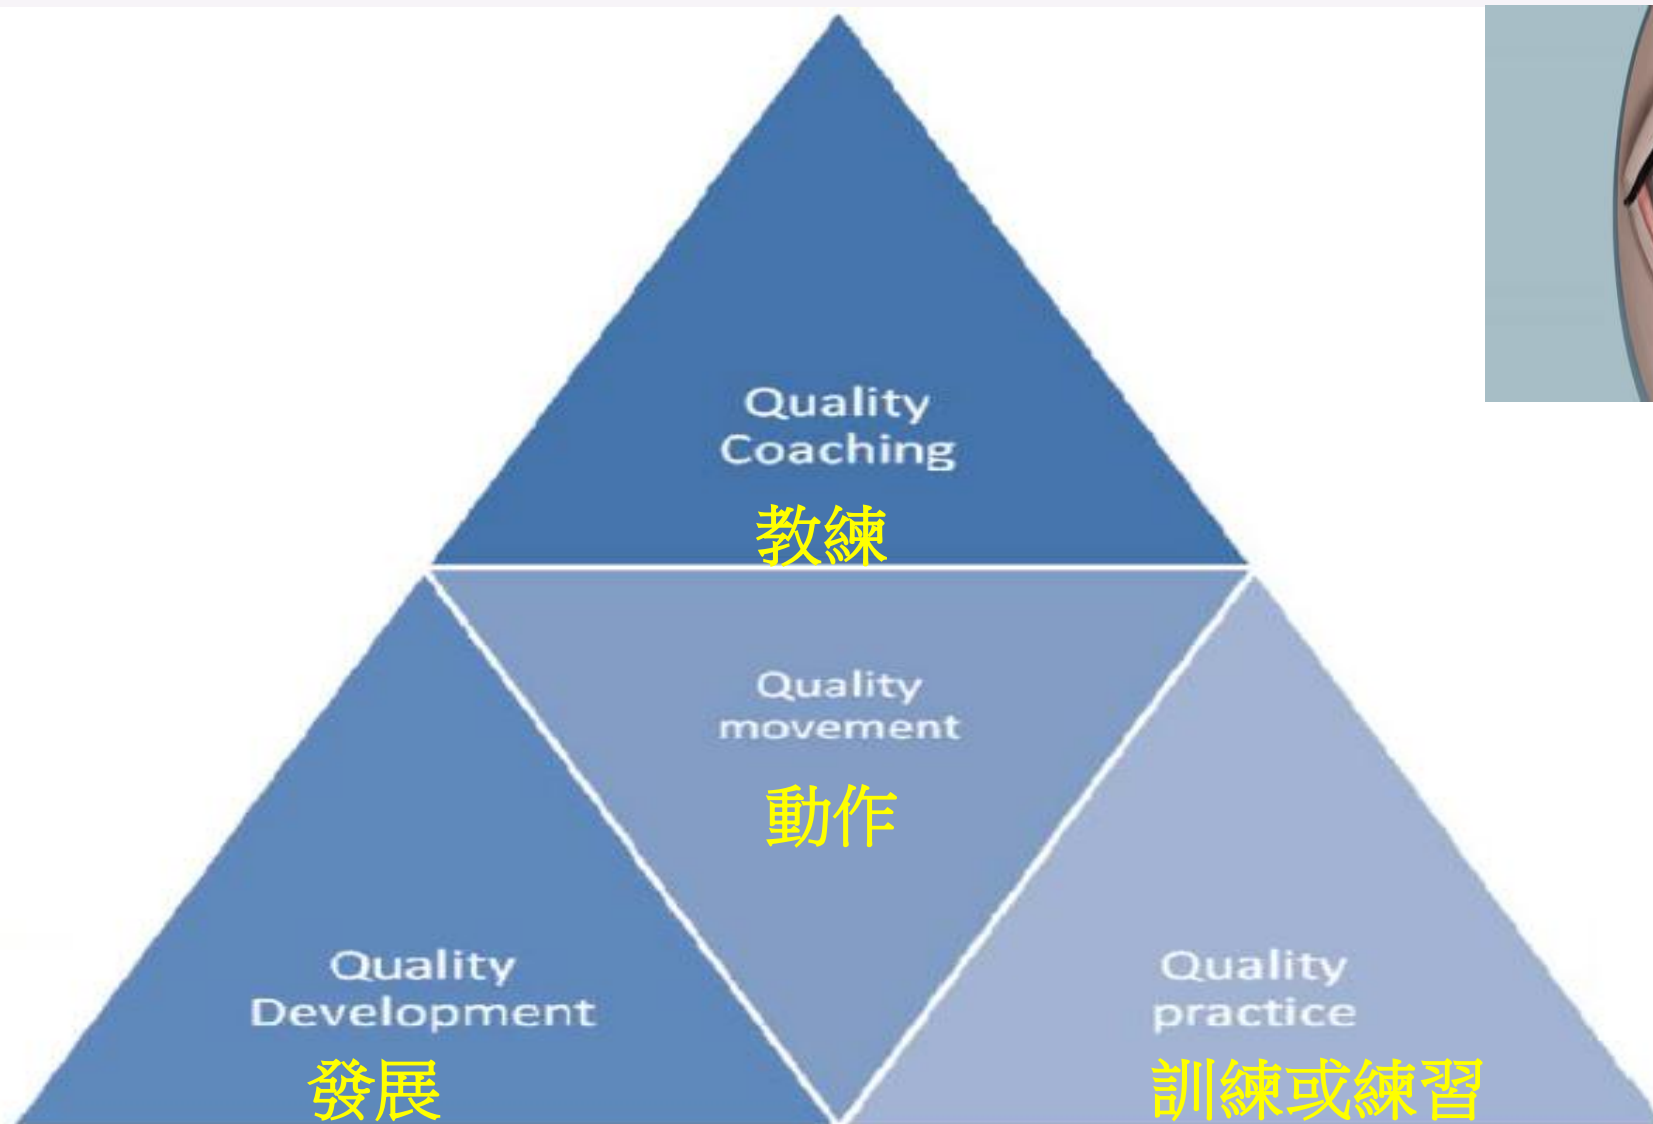 Quality
Coaching
教練
Quality
movement
動作
Quality
Development
發展
Quality
practice
訓練或練習